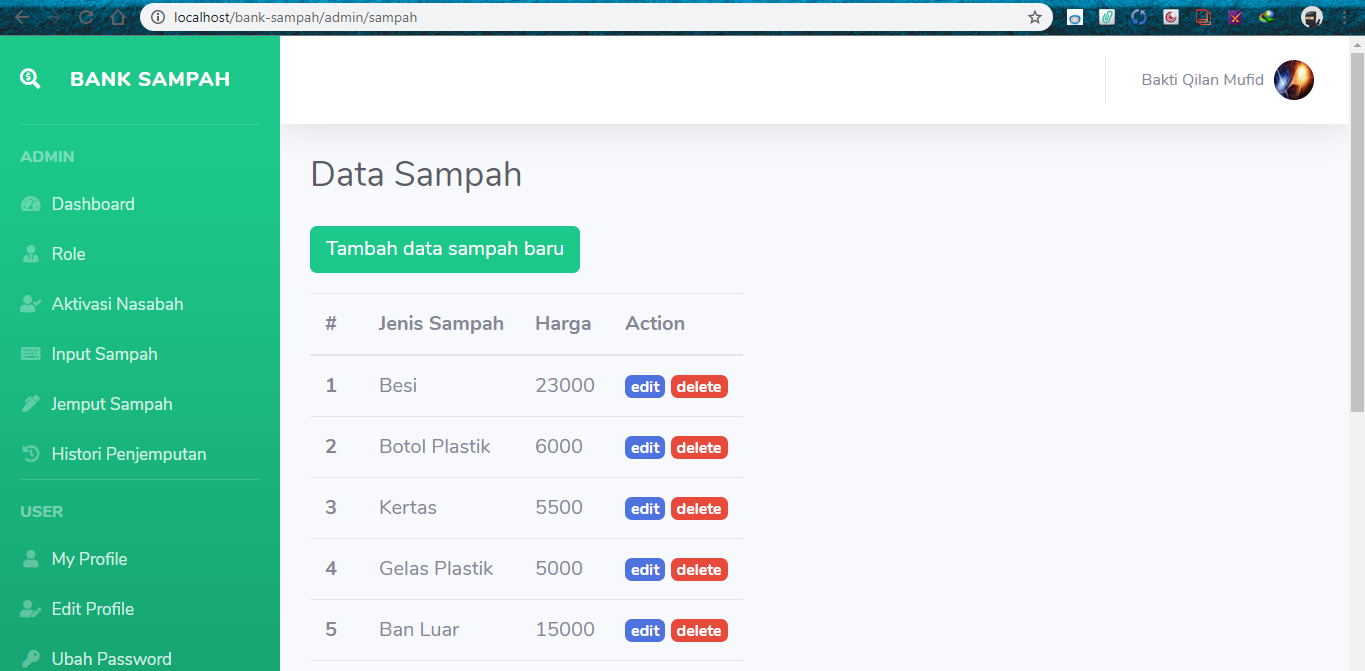 localhost/bank-sampah/admin/sampah
BANK SAMPAH
Bakti Qilan Mufid
ADMIN
Dashboard
Role
Aktivasi Nasabah
Input Sampah
Jemput Sampah
Histori Penjemputan
USER
My Profile
Edit Profile
Ubah Password
Data Sampah
Tambah data sampah baru
# Jenis Sampah Harga Action
1 Besi 23000 edit delete
2 Botol Plastik 6000 edit delete
3 Kertas 5500 edit delete
4 Gelas Plastik 5000 edit delete
5 Ban Luar 15000 edit delete